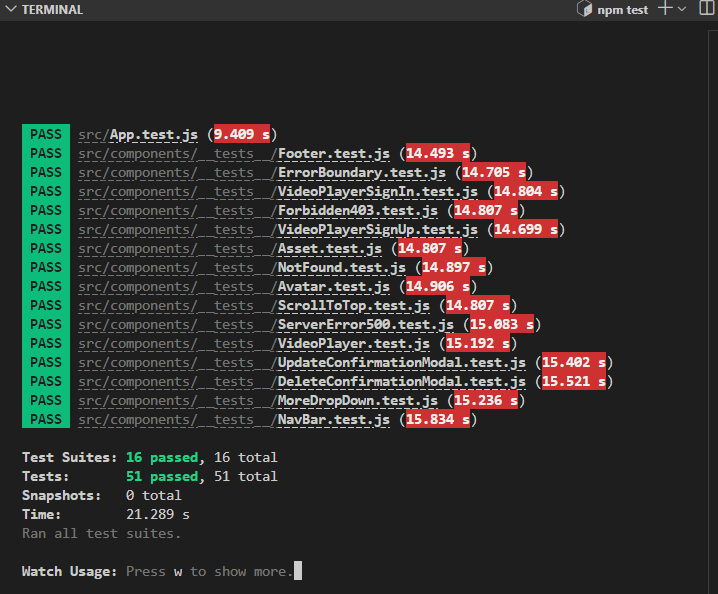 TERMINAL npm test
PASS src/App.test.js (9.409 s)
PASS src/components/__tests__/Footer.test.js (14.493 s)
PASS src/components/__tests__/ErrorBoundary.test.js (14.705 s)
PASS src/components/__tests__/VideoPlayerSignIn.test.js (14.804 s)
PASS src/components/__tests__/Forbidden403.test.js (14.807 s)
PASS src/components/__tests__/VideoPlayerSignUp.test.js (14.699 s)
PASS src/components/__tests__/Asset.test.js (14.807 s)
PASS src/components/__tests__/NotFound.test.js (14.897 s)
PASS src/components/__tests__/Avatar.test.js (14.906 s)
PASS src/components/__tests__/ScrollToTop.test.js (14.807 s)
PASS src/components/__tests__/ServerError500.test.js (15.083 s)
PASS src/components/__tests__/VideoPlayer.test.js (15.192 s)
PASS src/components/__tests__/UpdateConfirmationModal.test.js (15.402 s)
PASS src/components/__tests__/DeleteConfirmationModal.test.js (15.521 s)
PASS src/components/__tests__/MoreDropDown.test.js (15.236 s)
PASS src/components/__tests__/NavBar.test.js (15.834 s)
Test Suites: 16 passed, 16 total
Tests: 51 passed, 51 total
Snapshots: 0 total
Time: 21.289 s
Ran all test suites.
Watch Usage: Press w to show more.